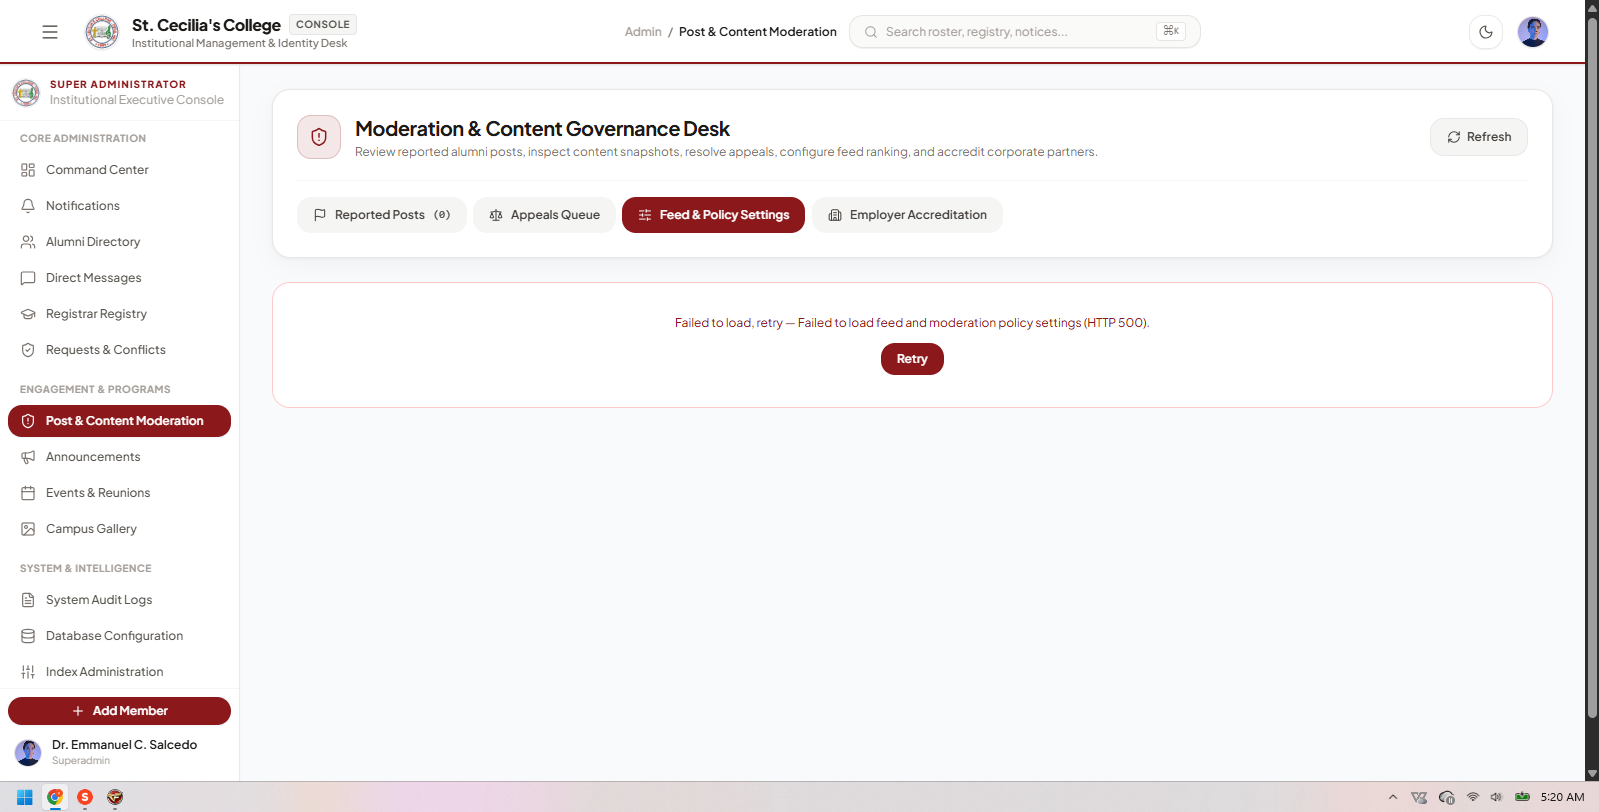 St. Cecilia's College CONSOLE
Institutional Management & Identity Desk
Admin / Post & Content Moderation
Search roster, registry, notices... ⌘K
SUPER ADMINISTRATOR
Institutional Executive Console
CORE ADMINISTRATION
Command Center
Notifications
Alumni Directory
Direct Messages
Registrar Registry
Requests & Conflicts
ENGAGEMENT & PROGRAMS
Post & Content Moderation
Announcements
Events & Reunions
Campus Gallery
SYSTEM & INTELLIGENCE
System Audit Logs
Database Configuration
Index Administration
+ Add Member
Dr. Emmanuel C. Salcedo
Superadmin
Moderation & Content Governance Desk
Review reported alumni posts, inspect content snapshots, resolve appeals, configure feed ranking, and accredit corporate partners.
Refresh
Reported Posts (0) Appeals Queue Feed & Policy Settings Employer Accreditation
Failed to load, retry — Failed to load feed and moderation policy settings (HTTP 500).
Retry
5:20 AM